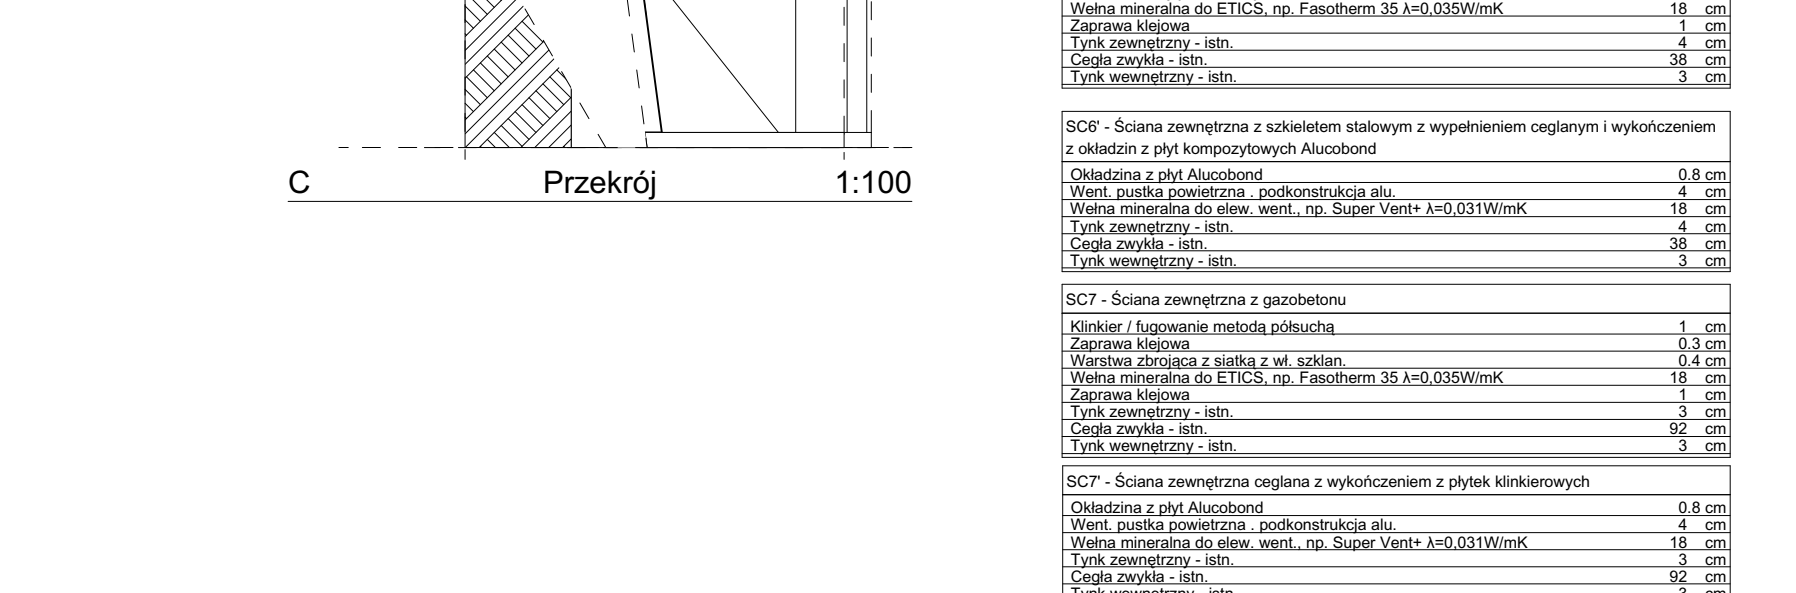 Wełna mineralna do ETICS, np. Fasotherm 35 λ=0,035W/mK 18 cm
Zaprawa klejowa 1 cm
Tynk zewnętrzny - istn. 4 cm
Cegła zwykła - istn. 38 cm
Tynk wewnętrzny - istn. 3 cm
SC6' - Ściana zewnętrzna z szkieletem stalowym z wypełnieniem ceglanym i wykończeniem
z okładzin z płyt kompozytowych Alucobond
Okładzina z płyt Alucobond 0.8 cm
Went. pustka powietrzna . podkonstrukcja alu. 4 cm
Wełna mineralna do elew. went., np. Super Vent+ λ=0,031W/mK 18 cm
Tynk zewnętrzny - istn. 4 cm
Cegła zwykła - istn. 38 cm
Tynk wewnętrzny - istn. 3 cm
C Przekrój 1:100
SC7 - Ściana zewnętrzna z gazobetonu
Klinkier / fugowanie metodą półsuchą 1 cm
Zaprawa klejowa 0.3 cm
Warstwa zbrojąca z siatką z wł. szklan. 0.4 cm
Wełna mineralna do ETICS, np. Fasotherm 35 λ=0,035W/mK 18 cm
Zaprawa klejowa 1 cm
Tynk zewnętrzny - istn. 3 cm
Cegła zwykła - istn. 92 cm
Tynk wewnętrzny - istn. 3 cm
SC7' - Ściana zewnętrzna ceglana z wykończeniem z płytek klinkierowych
Okładzina z płyt Alucobond 0.8 cm
Went. pustka powietrzna . podkonstrukcja alu. 4 cm
Wełna mineralna do elew. went., np. Super Vent+ λ=0,031W/mK 18 cm
Tynk zewnętrzny - istn. 3 cm
Cegła zwykła - istn. 92 cm
Tynk wewnętrzny - istn. 3 cm